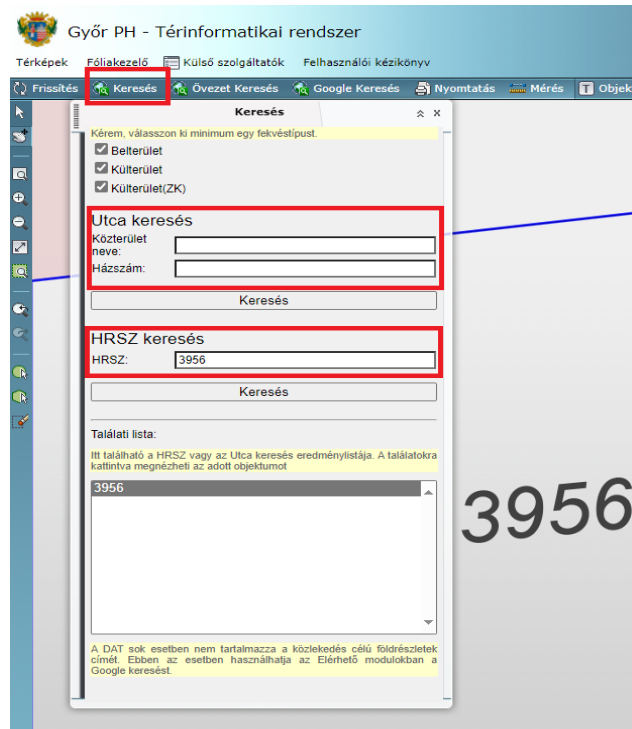 Győr PH - Térinformatikai rendszer
Térképek Fóliakezelő Külső szolgáltatók Felhasználói kézikönyv
Frissítés Keresés Övezet Keresés Google Keresés Nyomtatás Mérés T Objek
Keresés
Kérem, válasszon ki minimum egy fekvéstípust.
Belterület
Külterület
Külterület(ZK)
Utca keresés
Közterület
neve:
Házszám:
Keresés
HRSZ keresés
HRSZ: 3956
Keresés
Találati lista:
Itt található a HRSZ vagy az Utca keresés eredménylistája. A találatokra
kattintva megnézheti az adott objektumot
3956
3956
A DAT sok esetben nem tartalmazza a közlekedés célú földrészletek
címét. Ebben az esetben használhatja az Elérhető modulokban a
Google keresést.